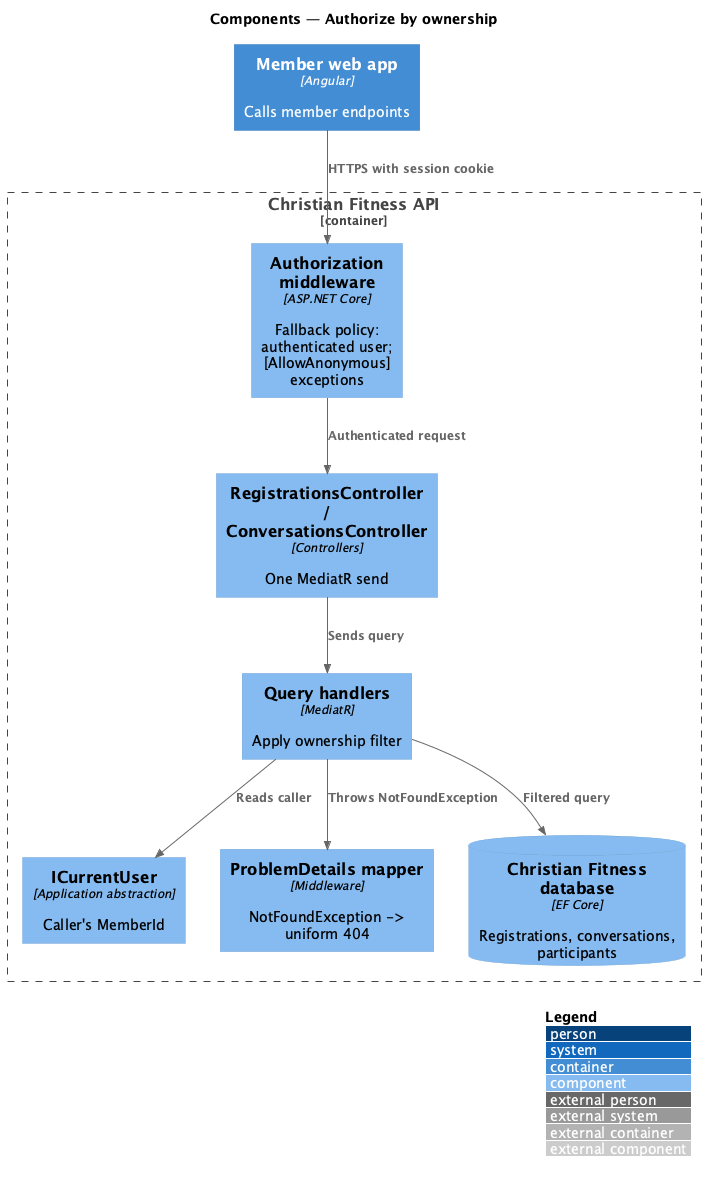 Components — Authorize by ownership
Member web app
[Angular]
Calls member endpoints
HTTPS with session cookie
Christian Fitness API
[container]
Authorization
middleware
[ASP.NET Core]
Fallback policy:
authenticated user;
[AllowAnonymous]
exceptions
Authenticated request
RegistrationsController
/
ConversationsController
[Controllers]
One MediatR send
Sends query
Query handlers
[MediatR]
Apply ownership filter
Reads caller
Throws NotFoundException
Filtered query
ICurrentUser
[Application abstraction]
Caller's MemberId
ProblemDetails mapper
[Middleware]
NotFoundException ->
uniform 404
Christian Fitness
database
[EF Core]
Registrations, conversations,
participants
Legend
person
system
container
component
external person
external system
external container
external component